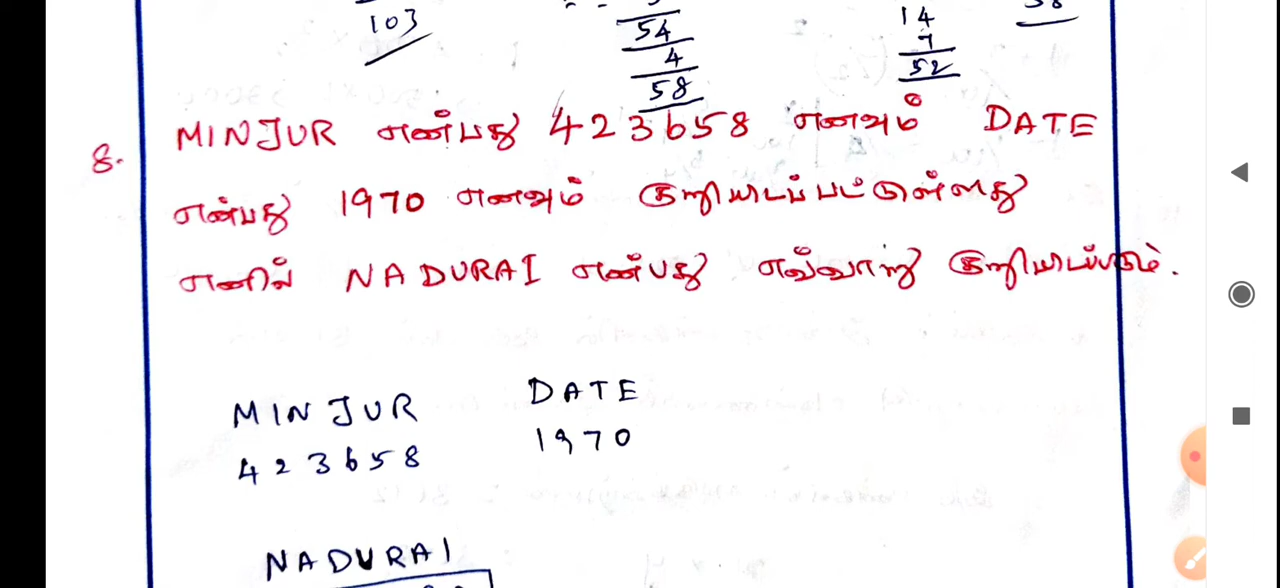 103
54
4
58
14
7
52
8. MINJUR என்பது 423658 எனவும் DATE
என்பது 1970 எனவும் குறியிடப்பட்டுள்ளது
எனில் NADURAI என்பது எவ்வாறு குறியிடப்படும்.
MINJUR DATE
423658 1970
NADURAI